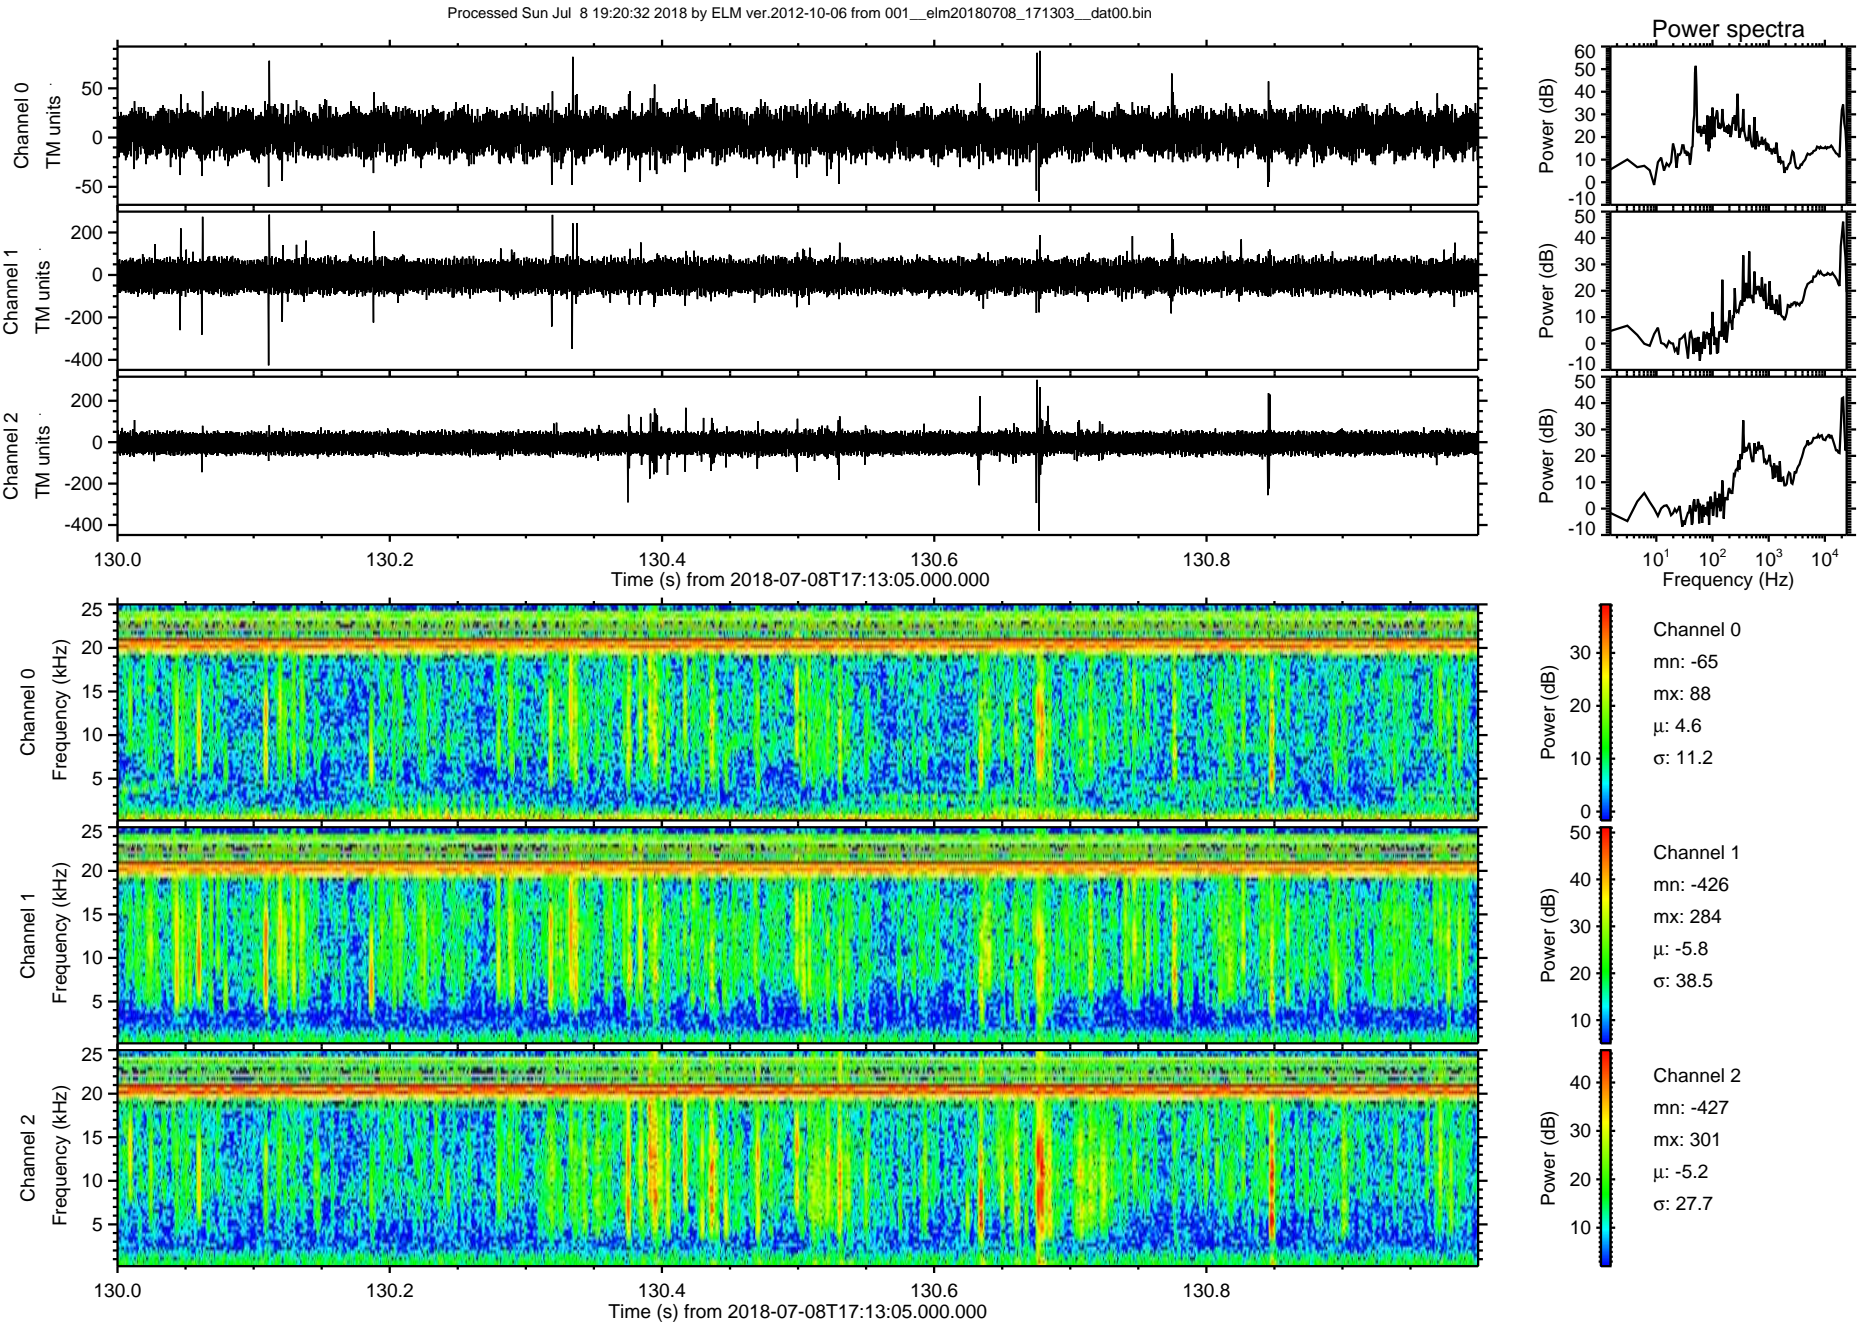 Processed Sun Jul 8 19:20:32 2018 by ELM ver.2012-10-06 from 001__elm20180708_171303__dat00.bin
Power spectra
Channel 0
TM units
50
0
-50
Power (dB)
60
50
40
30
20
10
0
-10
Channel 1
TM units
200
0
-200
-400
Power (dB)
50
40
30
20
10
0
-10
Channel 2
TM units
200
0
-200
-400
Power (dB)
50
40
30
20
10
0
-10
130.0 130.2 130.4 130.6 130.8
Time (s) from 2018-07-08T17:13:05.000.000
10¹ 10² 10³ 10⁴
Frequency (Hz)
Channel 0
Frequency (kHz)
25
20
15
10
5
Power (dB)
30
20
10
0
Channel 0
mn: -65
mx: 88
µ: 4.6
σ: 11.2
Channel 1
Frequency (kHz)
25
20
15
10
5
Power (dB)
50
40
30
20
10
Channel 1
mn: -426
mx: 284
µ: -5.8
σ: 38.5
Channel 2
Frequency (kHz)
25
20
15
10
5
Power (dB)
40
30
20
10
Channel 2
mn: -427
mx: 301
µ: -5.2
σ: 27.7
130.0 130.2 130.4 130.6 130.8
Time (s) from 2018-07-08T17:13:05.000.000